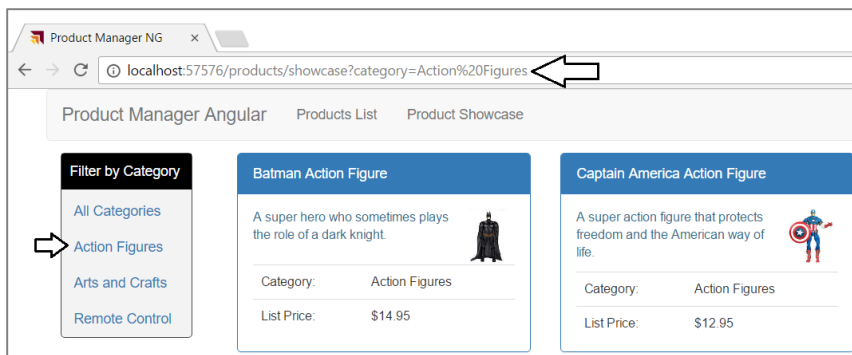 Product Manager NG
localhost:57576/products/showcase?category=Action%20Figures
Product Manager Angular Products List Product Showcase
Filter by Category
All Categories
Action Figures
Arts and Crafts
Remote Control
Batman Action Figure
A super hero who sometimes plays
the role of a dark knight.
Category: Action Figures
List Price: $14.95
Captain America Action Figure
A super action figure that protects
freedom and the American way of
life.
Category: Action Figures
List Price: $12.95